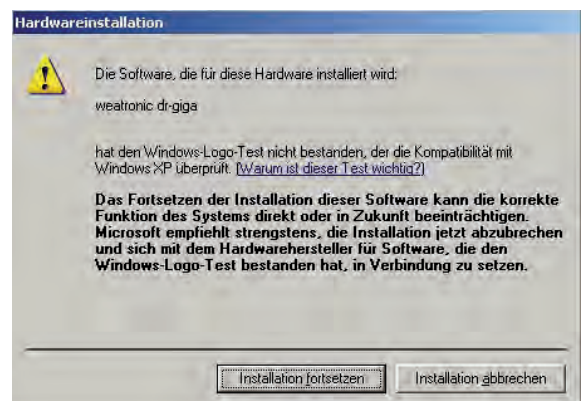 Hardwareinstallation
Die Software, die für diese Hardware installiert wird:
weatronic dr-giga
hat den Windows-Logo-Test nicht bestanden, der die Kompatibilität mit
Windows XP überprüft. (Warum ist dieser Test wichtig?)
Das Fortsetzen der Installation dieser Software kann die korrekte
Funktion des Systems direkt oder in Zukunft beeinträchtigen.
Microsoft empfiehlt strengstens, die Installation jetzt abzubrechen
und sich mit dem Hardwarehersteller für Software, die den
Windows-Logo-Test bestanden hat, in Verbindung zu setzen.
Installation fortsetzen
Installation abbrechen